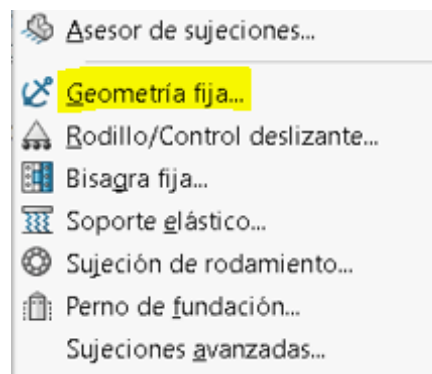 Asesor de sujeciones...
Geometría fija...
Rodillo/Control deslizante...
Bisagra fija...
Soporte elástico...
Sujeción de rodamiento...
Perno de fundación...
Sujeciones avanzadas...